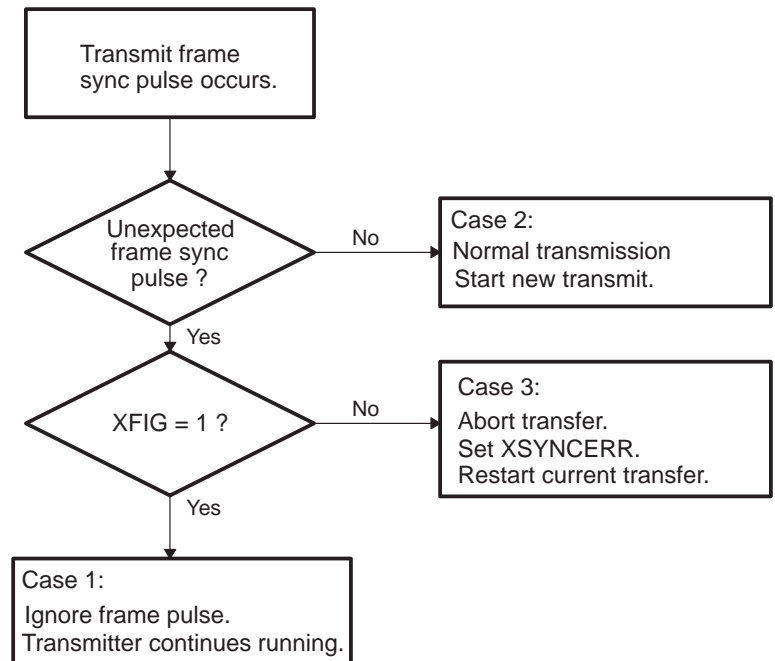 Transmit frame
sync pulse occurs.
Unexpected
frame sync
pulse ?
No
Case 2:
Normal transmission
Start new transmit.
Yes
XFIG = 1 ?
No
Case 3:
Abort transfer.
Set XSYNCERR.
Restart current transfer.
Yes
Case 1:
Ignore frame pulse.
Transmitter continues running.